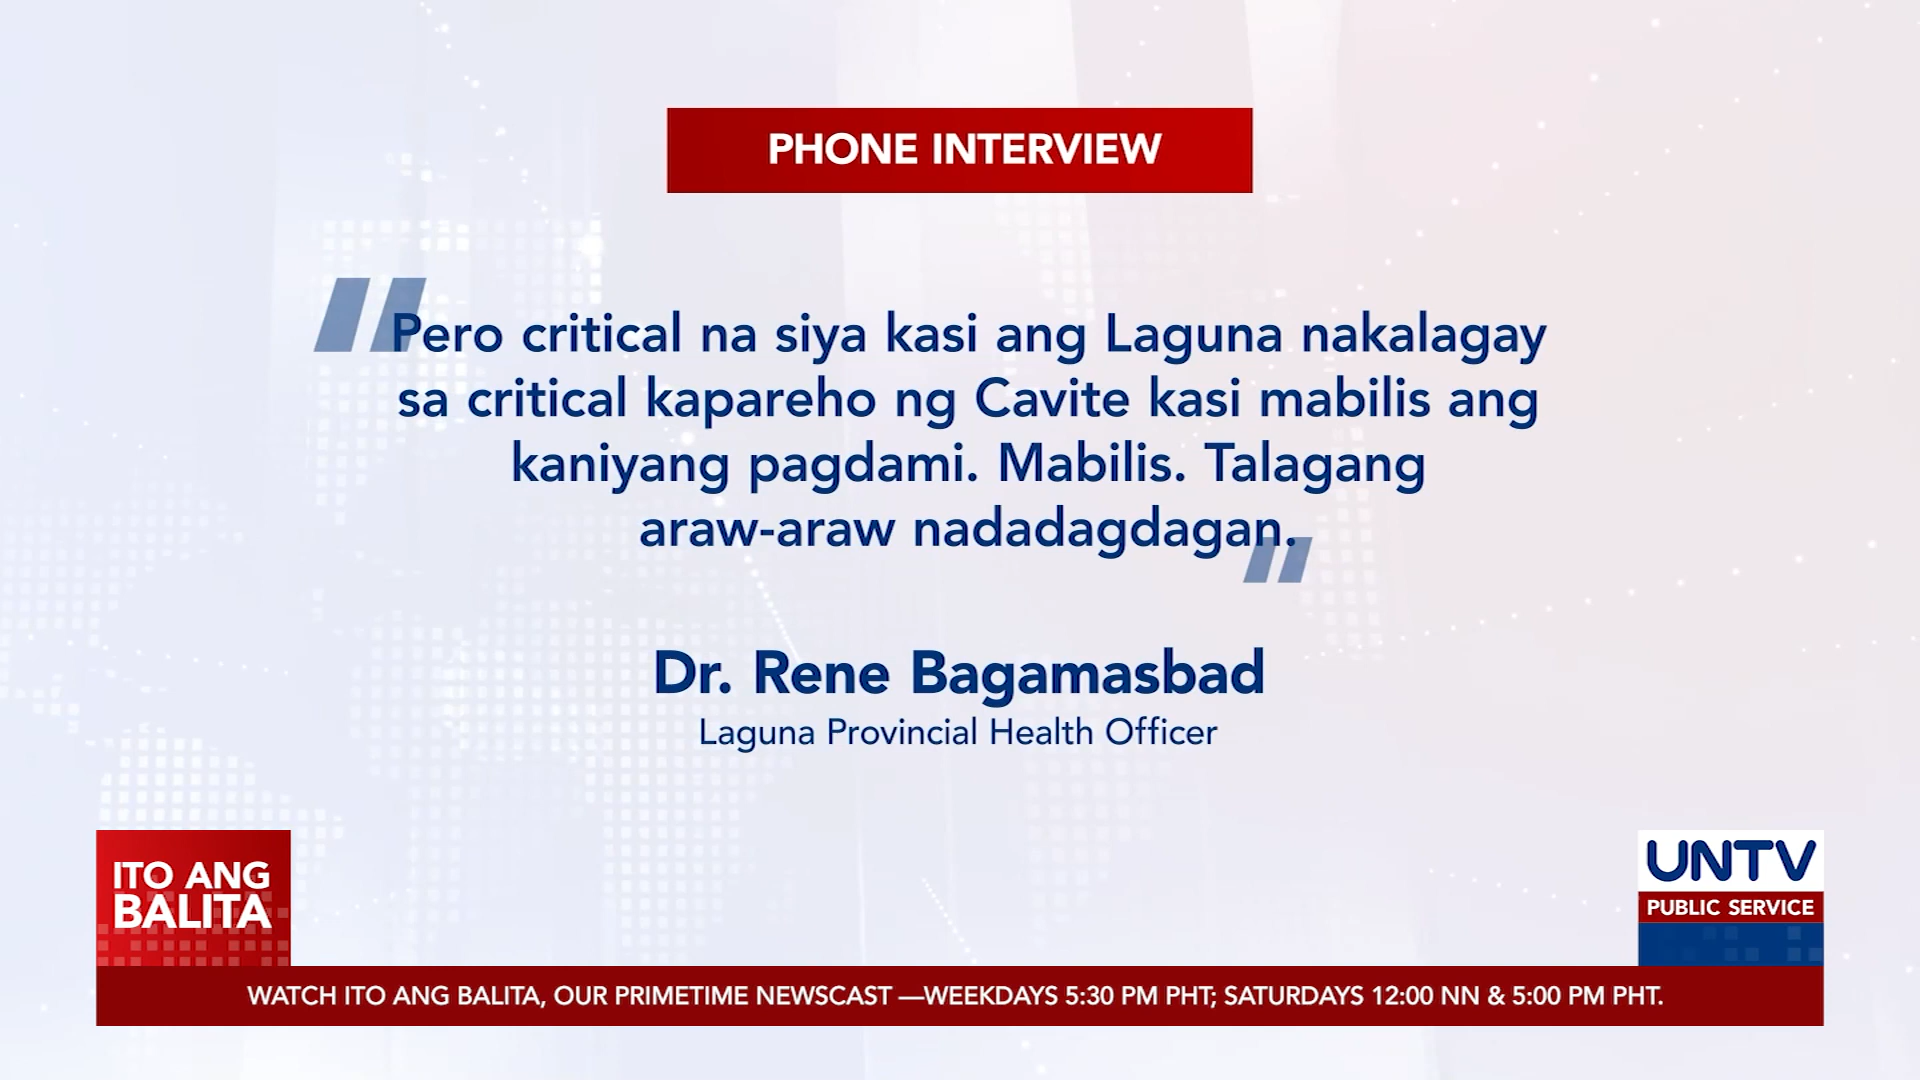 PHONE INTERVIEW
Pero critical na siya kasi ang Laguna nakalagay
sa critical kapareho ng Cavite kasi mabilis ang
kaniyang pagdami. Mabilis. Talagang
araw-araw nadadagdagan.
Dr. Rene Bagamasbad
Laguna Provincial Health Officer
ITO ANG
BALITA
UNTV
PUBLIC SERVICE
WATCH ITO ANG BALITA, OUR PRIMETIME NEWSCAST —WEEKDAYS 5:30 PM PHT; SATURDAYS 12:00 NN & 5:00 PM PHT.